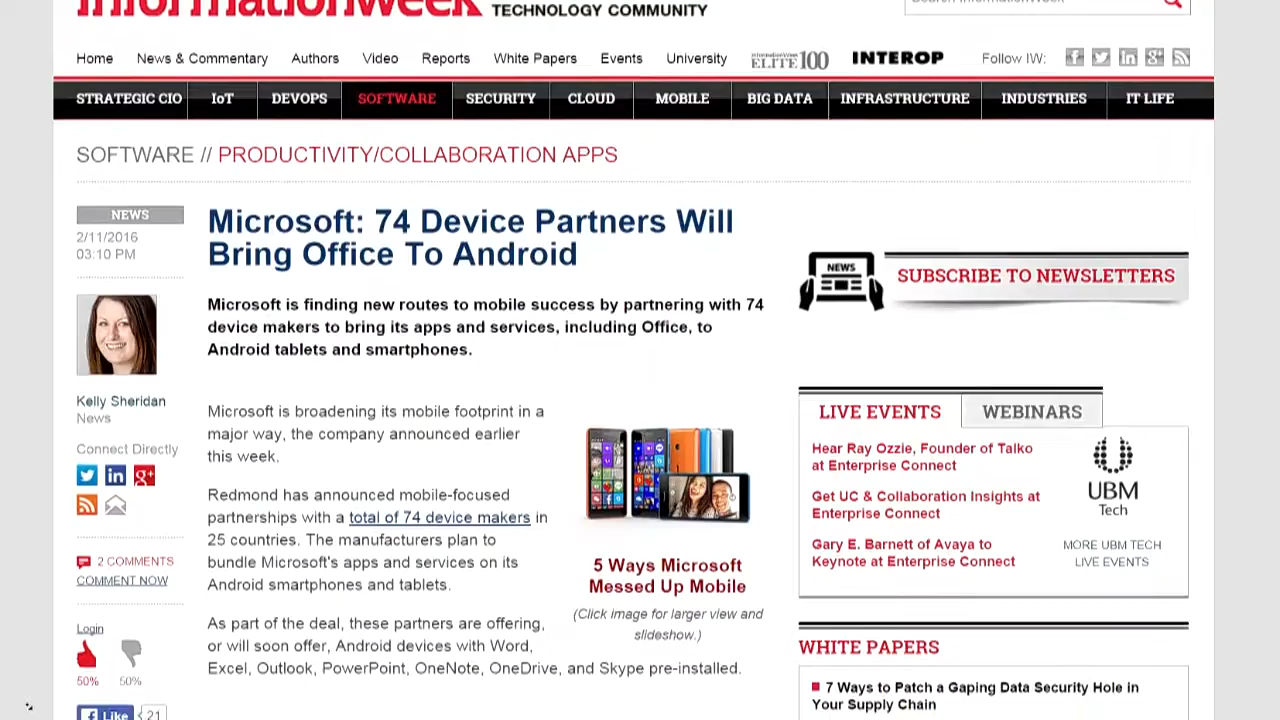 informationweek
TECHNOLOGY COMMUNITY
Search InformationWeek
Home
News & Commentary
Authors
Video
Reports
White Papers
Events
University
InformationWeek
ELITE 100
INTEROP
Follow IW:
STRATEGIC CIO
IoT
DEVOPS
SOFTWARE
SECURITY
CLOUD
MOBILE
BIG DATA
INFRASTRUCTURE
INDUSTRIES
IT LIFE
SOFTWARE // PRODUCTIVITY/COLLABORATION APPS
NEWS
2/11/2016
03:10 PM
Kelly Sheridan
News
Connect Directly
2 COMMENTS
COMMENT NOW
Login
50%
50%
Like
21
Microsoft: 74 Device Partners Will
Bring Office To Android
Microsoft is finding new routes to mobile success by partnering with 74
device makers to bring its apps and services, including Office, to
Android tablets and smartphones.
Microsoft is broadening its mobile footprint in a
major way, the company announced earlier
this week.
Redmond has announced mobile-focused
partnerships with a total of 74 device makers in
25 countries. The manufacturers plan to
bundle Microsoft's apps and services on its
Android smartphones and tablets.
As part of the deal, these partners are offering,
or will soon offer, Android devices with Word,
Excel, Outlook, PowerPoint, OneNote, OneDrive, and Skype pre-installed.
5 Ways Microsoft
Messed Up Mobile
(Click image for larger view and
slideshow.)
NEWS
SUBSCRIBE TO NEWSLETTERS
LIVE EVENTS
WEBINARS
Hear Ray Ozzie, Founder of Talko
at Enterprise Connect
Get UC & Collaboration Insights at
Enterprise Connect
Gary E. Barnett of Avaya to
Keynote at Enterprise Connect
UBM
Tech
MORE UBM TECH
LIVE EVENTS
WHITE PAPERS
7 Ways to Patch a Gaping Data Security Hole in
Your Supply Chain